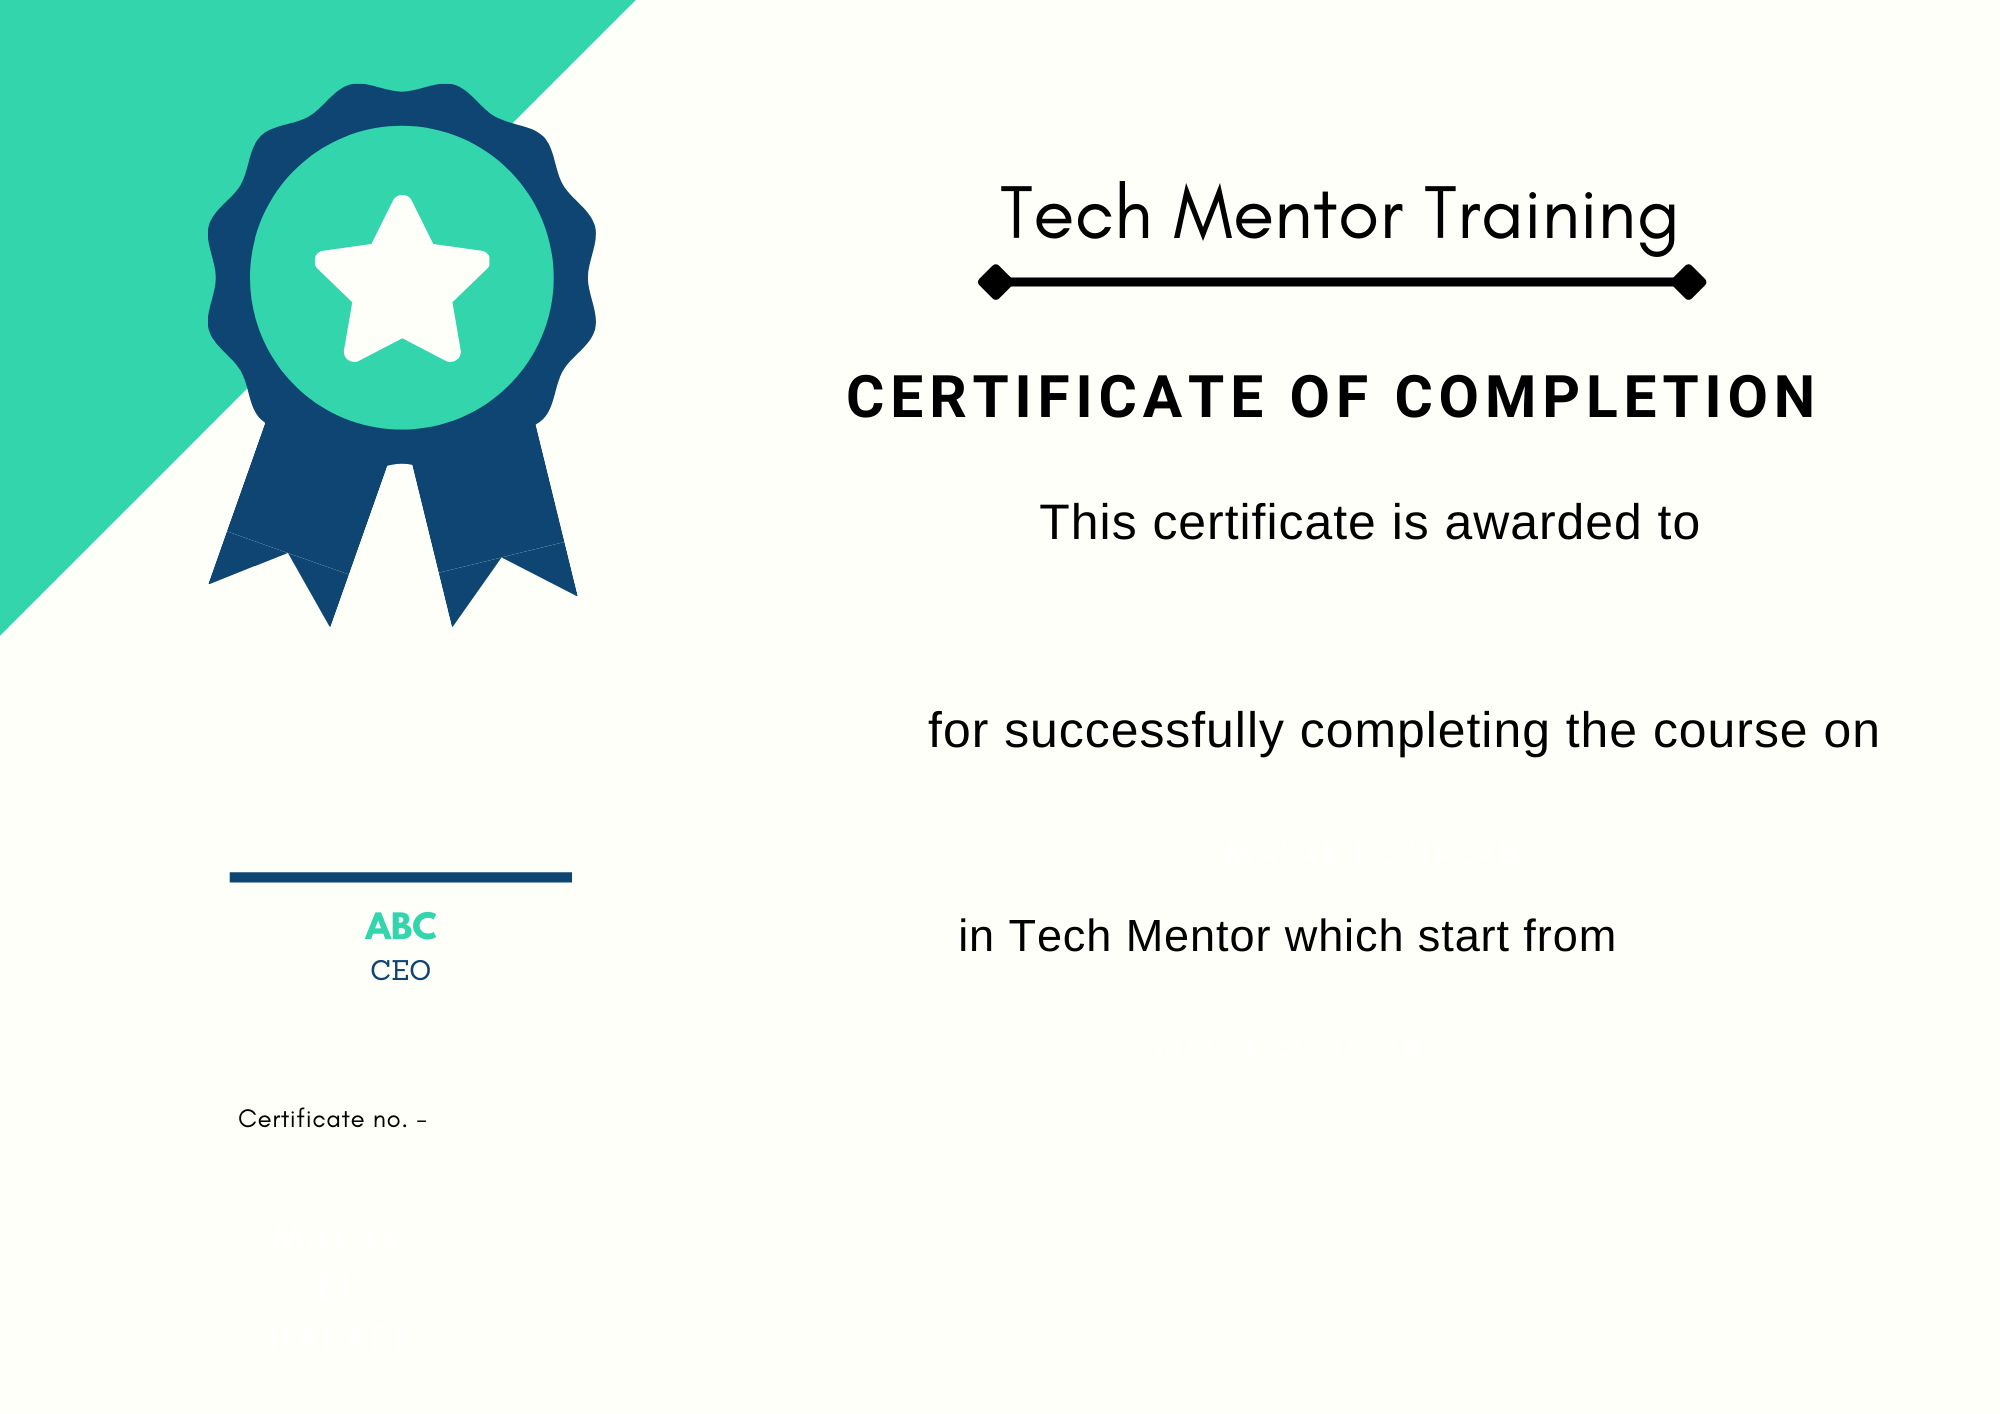 Tech Mentor Training
CERTIFICATE OF COMPLETION
This certificate is awarded to
for successfully completing the course on
in Tech Mentor which start from
ABC
CEO
Certificate no. -